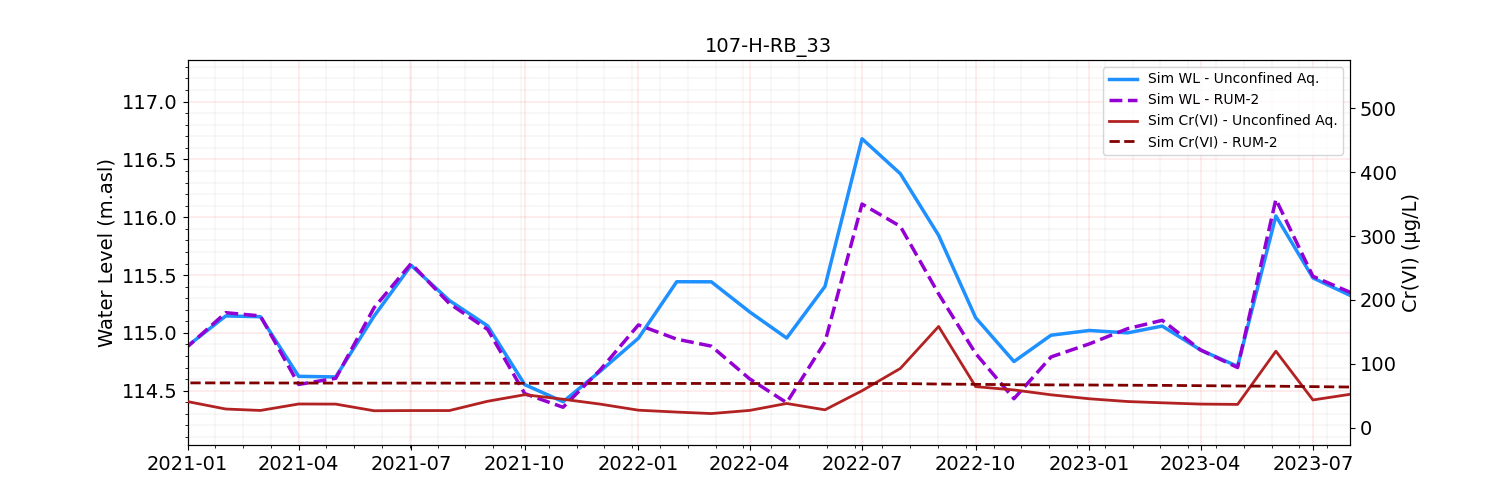 107-H-RB_33
Water Level (m.asl)
117.0
116.5
116.0
115.5
115.0
114.5
Sim WL - Unconfined Aq.
Sim WL - RUM-2
Sim Cr(VI) - Unconfined Aq.
Sim Cr(VI) - RUM-2
500
400
300
200
100
0
Cr(VI) (μg/L)
2021-01 2021-04 2021-07 2021-10 2022-01 2022-04 2022-07 2022-10 2023-01 2023-04 2023-07